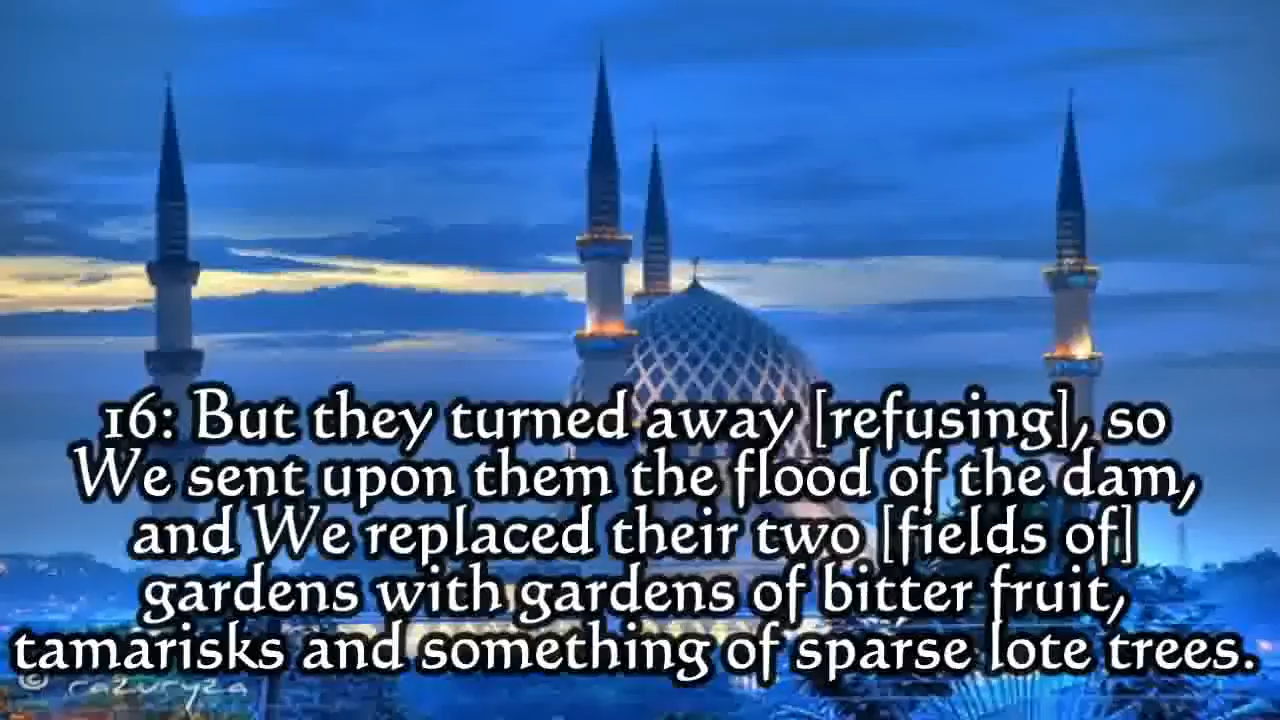 16: But they turned away [refusing], so
We sent upon them the flood of the dam,
and We replaced their two [fields of]
gardens with gardens of bitter fruit,
tamarisks and something of sparse lote trees.
© razuryza